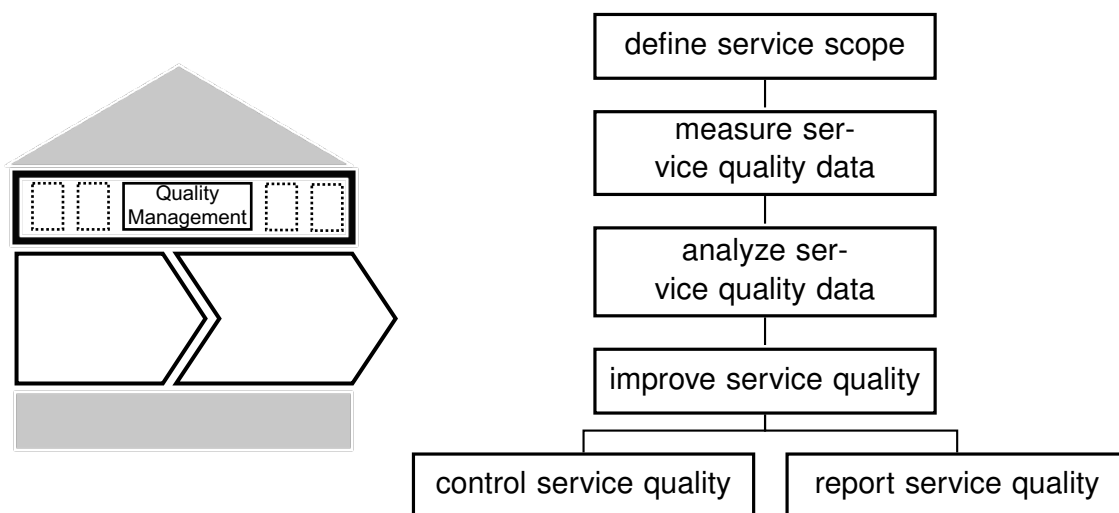 Quality
Management
define service scope
measure ser-
vice quality data
analyze ser-
vice quality data
improve service quality
control service quality
report service quality